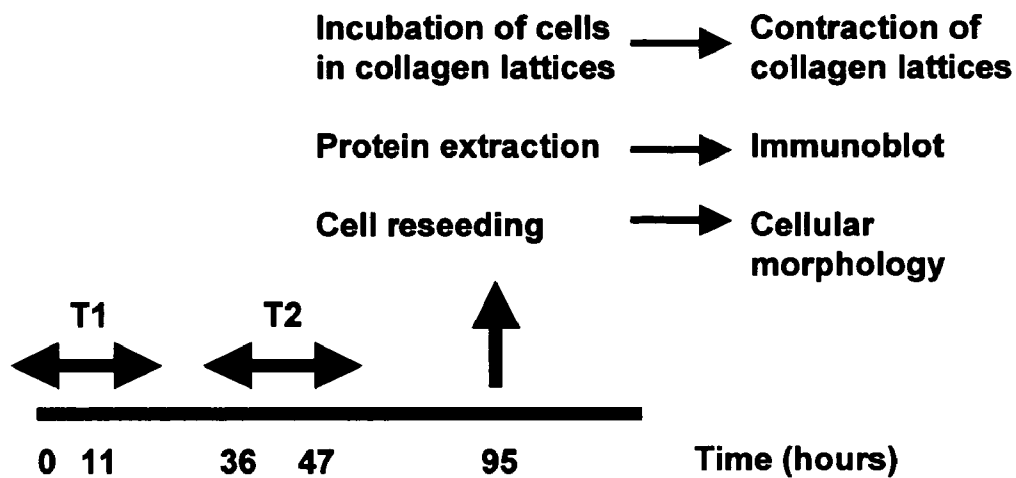 Incubation of cells in collagen lattices
Contraction of collagen lattices
Protein extraction
Immunoblot
Cell reseeding
Cellular morphology
T1
T2
0 11 36 47 95 Time (hours)